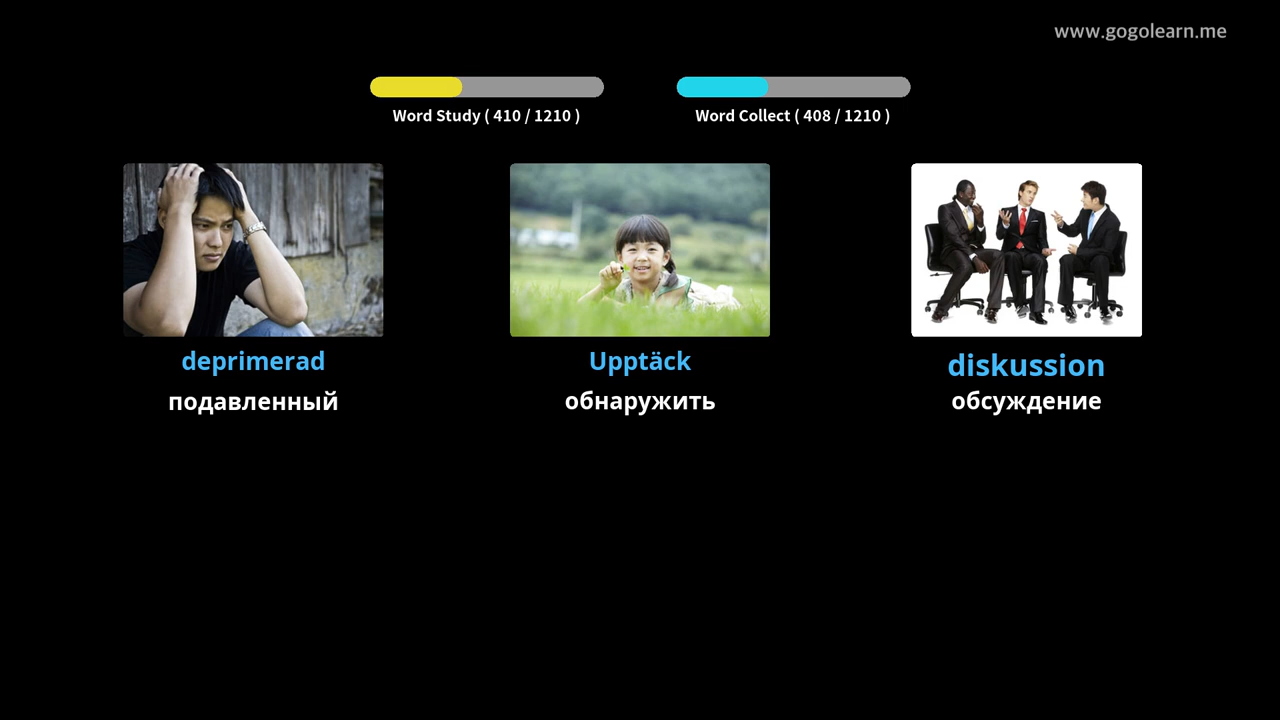 www.gogolearn.me
Word Study ( 410 / 1210 )
Word Collect ( 408 / 1210 )
deprimerad
подавленный
Upptäck
обнаружить
diskussion
обсуждение